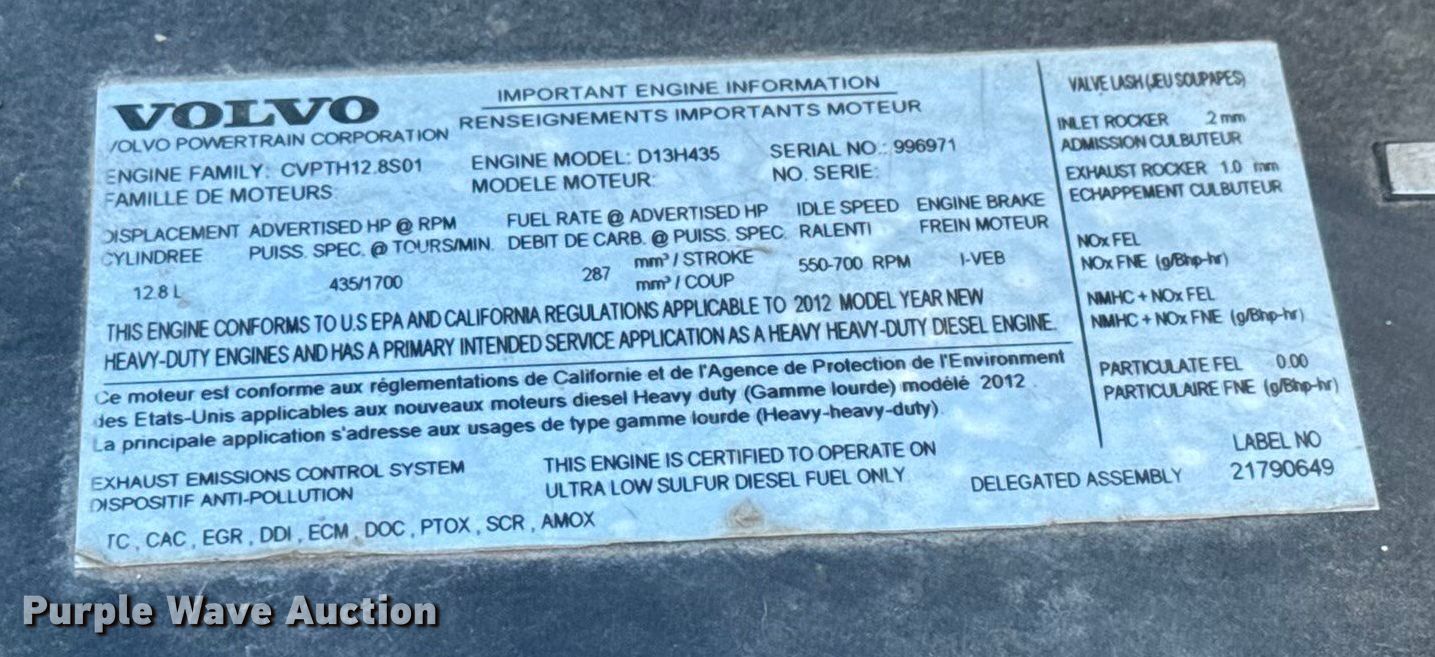 VOLVO
VOLVO POWERTRAIN CORPORATION
IMPORTANT ENGINE INFORMATION
RENSEIGNEMENTS IMPORTANTS MOTEUR
ENGINE FAMILY: CVPTH12.8S01 ENGINE MODEL: D13H435 SERIAL NO.: 996971
FAMILLE DE MOTEURS: MODELE MOTEUR: NO. SERIE:
DISPLACEMENT ADVERTISED HP @ RPM FUEL RATE @ ADVERTISED HP IDLE SPEED ENGINE BRAKE
CYLINDREE PUISS. SPEC. @ TOURS/MIN. DEBIT DE CARB. @ PUISS. SPEC. RALENTI FREIN MOTEUR
12.8 L 435/1700 287 mm³ / STROKE 550-700 RPM I-VEB
mm³ / COUP
THIS ENGINE CONFORMS TO U.S EPA AND CALIFORNIA REGULATIONS APPLICABLE TO 2012 MODEL YEAR NEW
HEAVY-DUTY ENGINES AND HAS A PRIMARY INTENDED SERVICE APPLICATION AS A HEAVY HEAVY-DUTY DIESEL ENGINE.
Ce moteur est conforme aux réglementations de Californie et de l'Agence de Protection de l'Environment
des Etats-Unis applicables aux nouveaux moteurs diesel Heavy duty (Gamme lourde) modélé 2012 .
La principale application s'adresse aux usages de type gamme lourde (Heavy-heavy-duty)
EXHAUST EMISSIONS CONTROL SYSTEM
DISPOSITIF ANTI-POLLUTION
TC , CAC , EGR , DDI , ECM , DOC , PTOX , SCR , AMOX
THIS ENGINE IS CERTIFIED TO OPERATE ON
ULTRA LOW SULFUR DIESEL FUEL ONLY
DELEGATED ASSEMBLY
VALVE LASH (JEU SOUPAPES)
INLET ROCKER .2 mm
ADMISSION CULBUTEUR
EXHAUST ROCKER 1.0 mm
ECHAPPEMENT CULBUTEUR
NOx FEL
NOx FNE (g/Bhp-hr)
NMHC + NOx FEL
NMHC + NOx FNE (g/Bhp-hr)
PARTICULATE FEL 0.00
PARTICULAIRE FNE (g/Bhp-hr)
LABEL NO
21790649
Purple Wave Auction